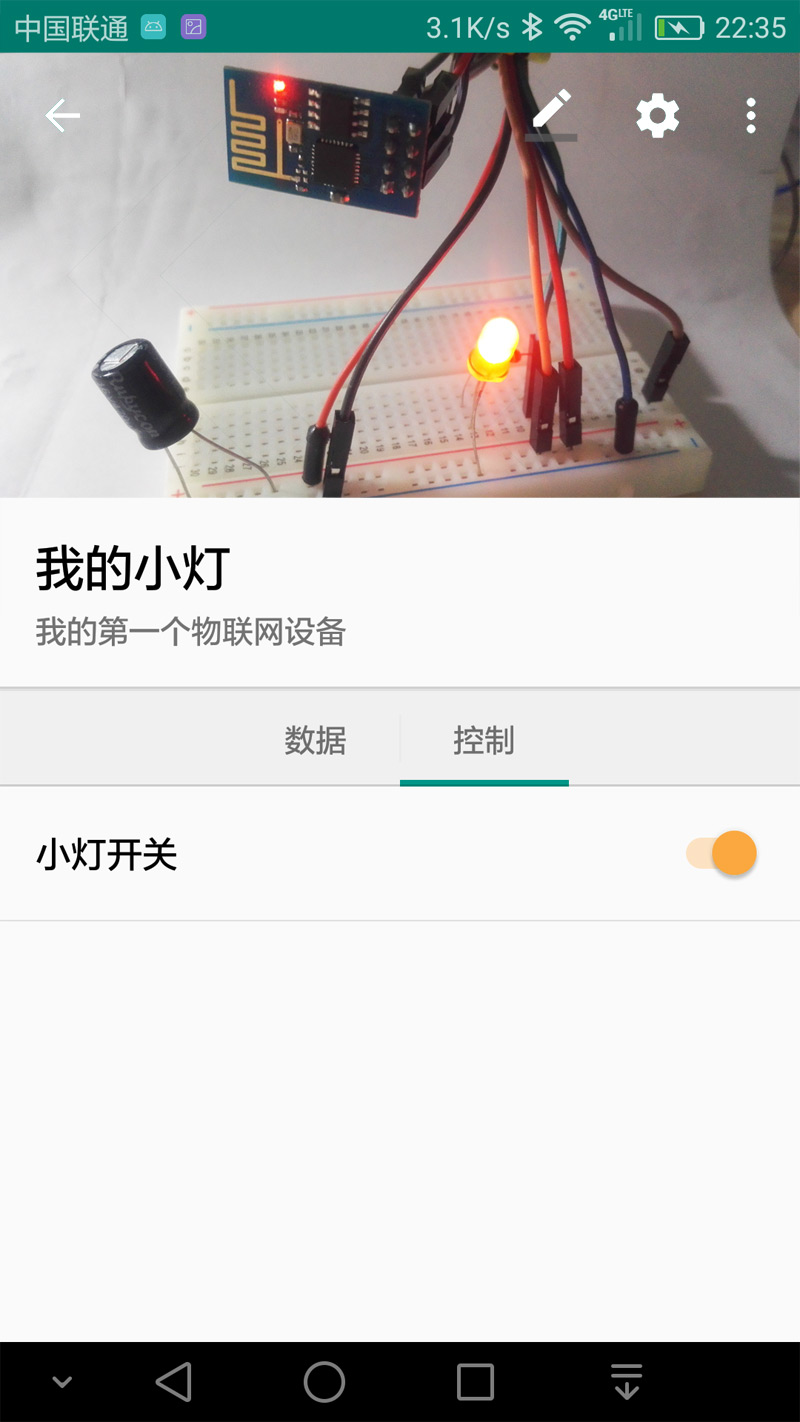 中国联通 3.1K/s 4G LTE 22:35
Rubycon
我的小灯
我的第一个物联网设备
数据 控制
小灯开关